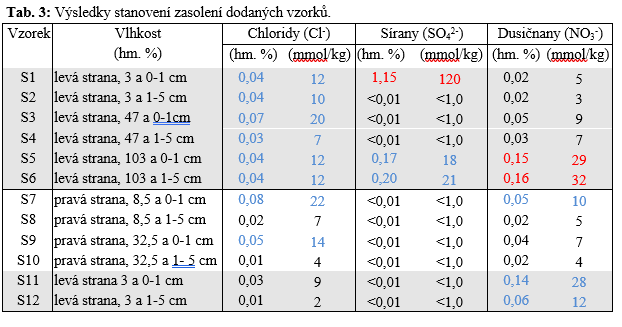 Tab. 3: Výsledky stanovení zasolení dodaných vzorků.
Vzorek Vlhkost Chloridy (Cl-) Sírany (SO42-) Dusičnany (NO3-)
(hm. %) (hm. %) (mmol/kg) (hm. %) (mmol/kg) (hm. %) (mmol/kg)
S1 levá strana, 3 a 0-1 cm 0,04 12 1,15 120 0,02 5
S2 levá strana, 3 a 1-5 cm 0,04 10 <0,01 <1,0 0,02 3
S3 levá strana, 47 a 0-1cm 0,07 20 <0,01 <1,0 0,05 9
S4 levá strana, 47 a 1-5 cm 0,03 7 <0,01 <1,0 0,03 7
S5 levá strana, 103 a 0-1 cm 0,04 12 0,17 18 0,15 29
S6 levá strana, 103 a 1-5 cm 0,04 12 0,20 21 0,16 32
S7 pravá strana, 8,5 a 0-1 cm 0,08 22 <0,01 <1,0 0,05 10
S8 pravá strana, 8,5 a 1-5 cm 0,02 7 <0,01 <1,0 0,02 5
S9 pravá strana, 32,5 a 0-1 cm 0,05 14 <0,01 <1,0 0,04 7
S10 pravá strana, 32,5 a 1- 5 cm 0,01 4 <0,01 <1,0 0,02 4
S11 levá strana 3 a 0-1 cm 0,03 9 <0,01 <1,0 0,14 28
S12 levá strana, 3 a 1-5 cm 0,01 2 <0,01 <1,0 0,06 12